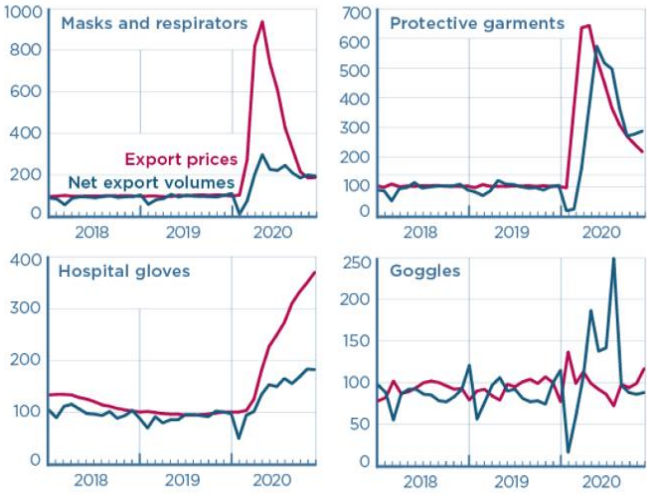 Masks and respirators
1000
800
600
400
200
0
Export prices
Net export volumes
2018 2019 2020
Protective garments
700
600
500
400
300
200
100
0
2018 2019 2020
Hospital gloves
400
300
200
100
0
2018 2019 2020
Goggles
250
200
150
100
50
0
2018 2019 2020